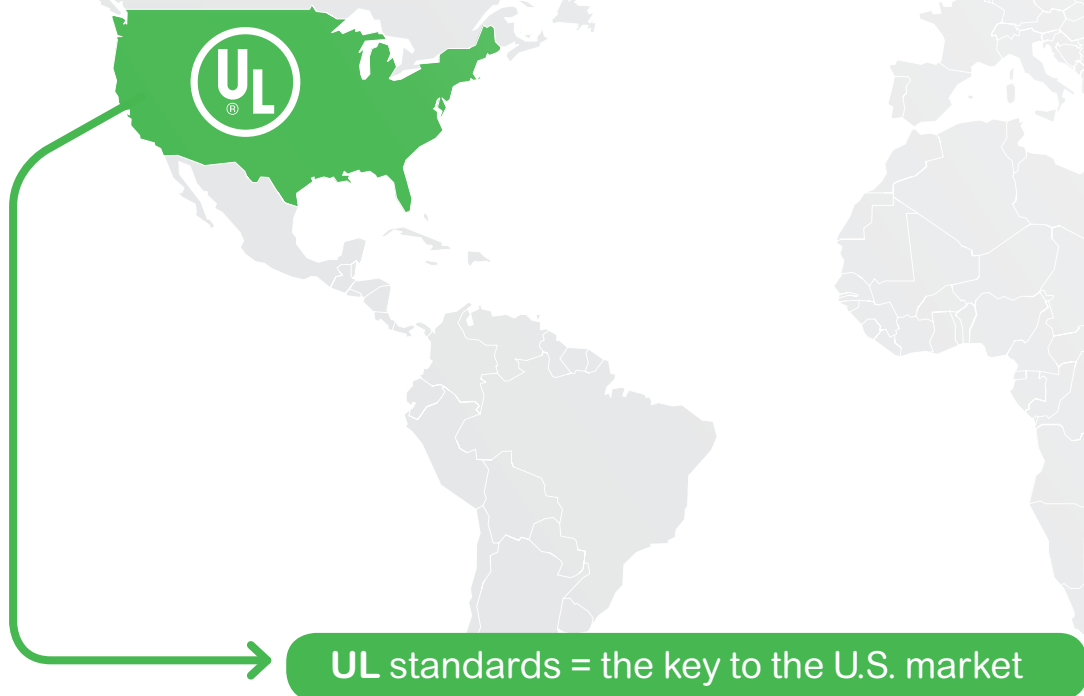 UL
®
UL standards = the key to the U.S. market